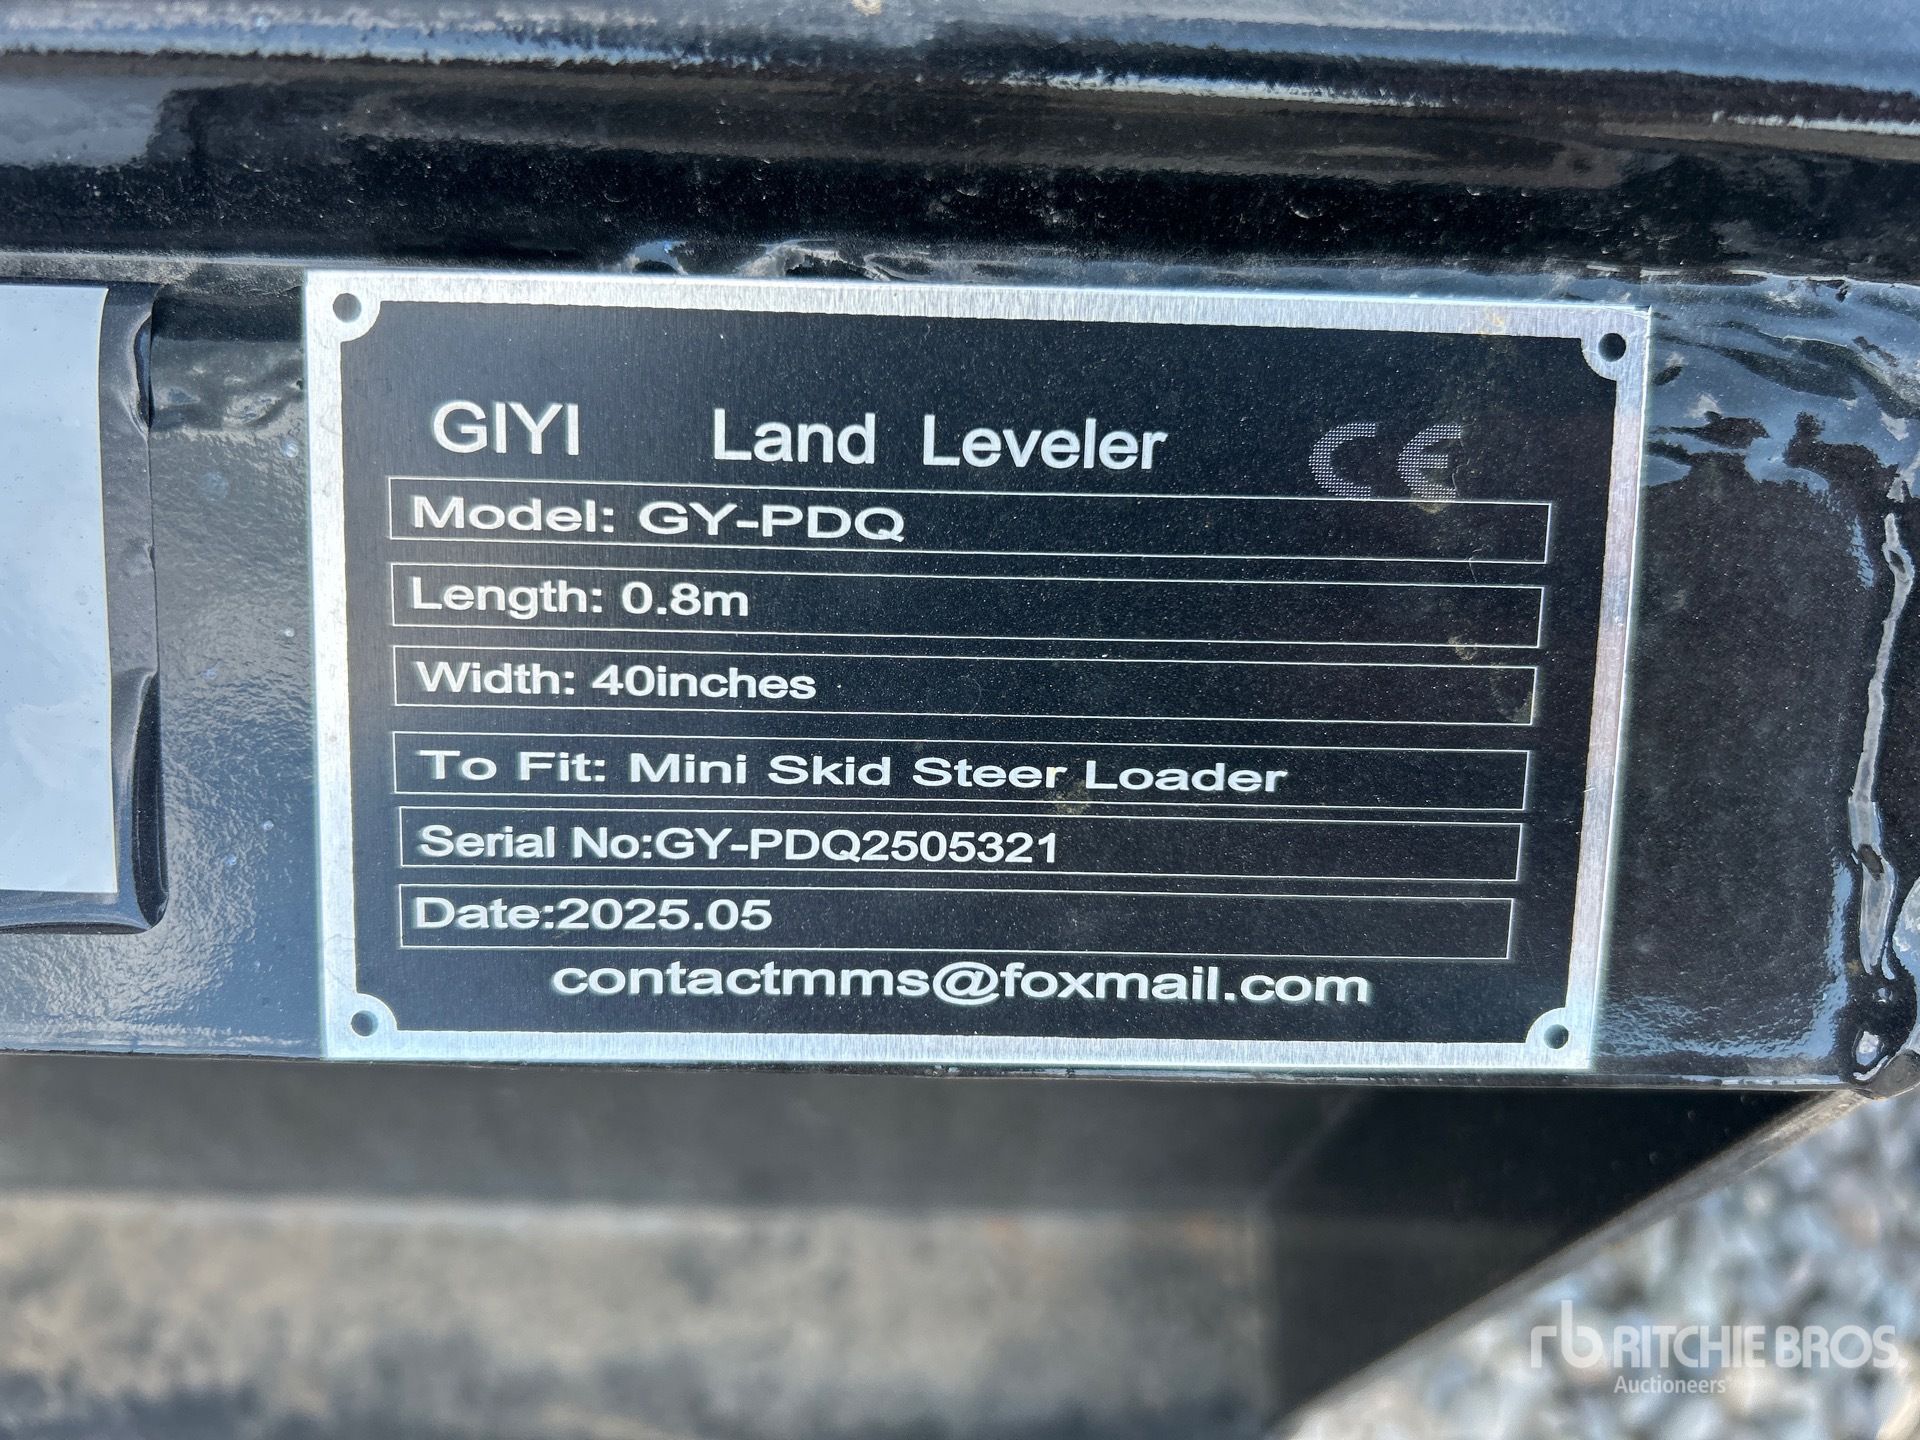 GIYI Land Leveler CE
Model: GY-PDQ
Length: 0.8m
Width: 40inches
To Fit: Mini Skid Steer Loader
Serial No:GY-PDQ2505321
Date:2025.05
contactmms@foxmail.com
rb RITCHIE BROS
Auctioneers